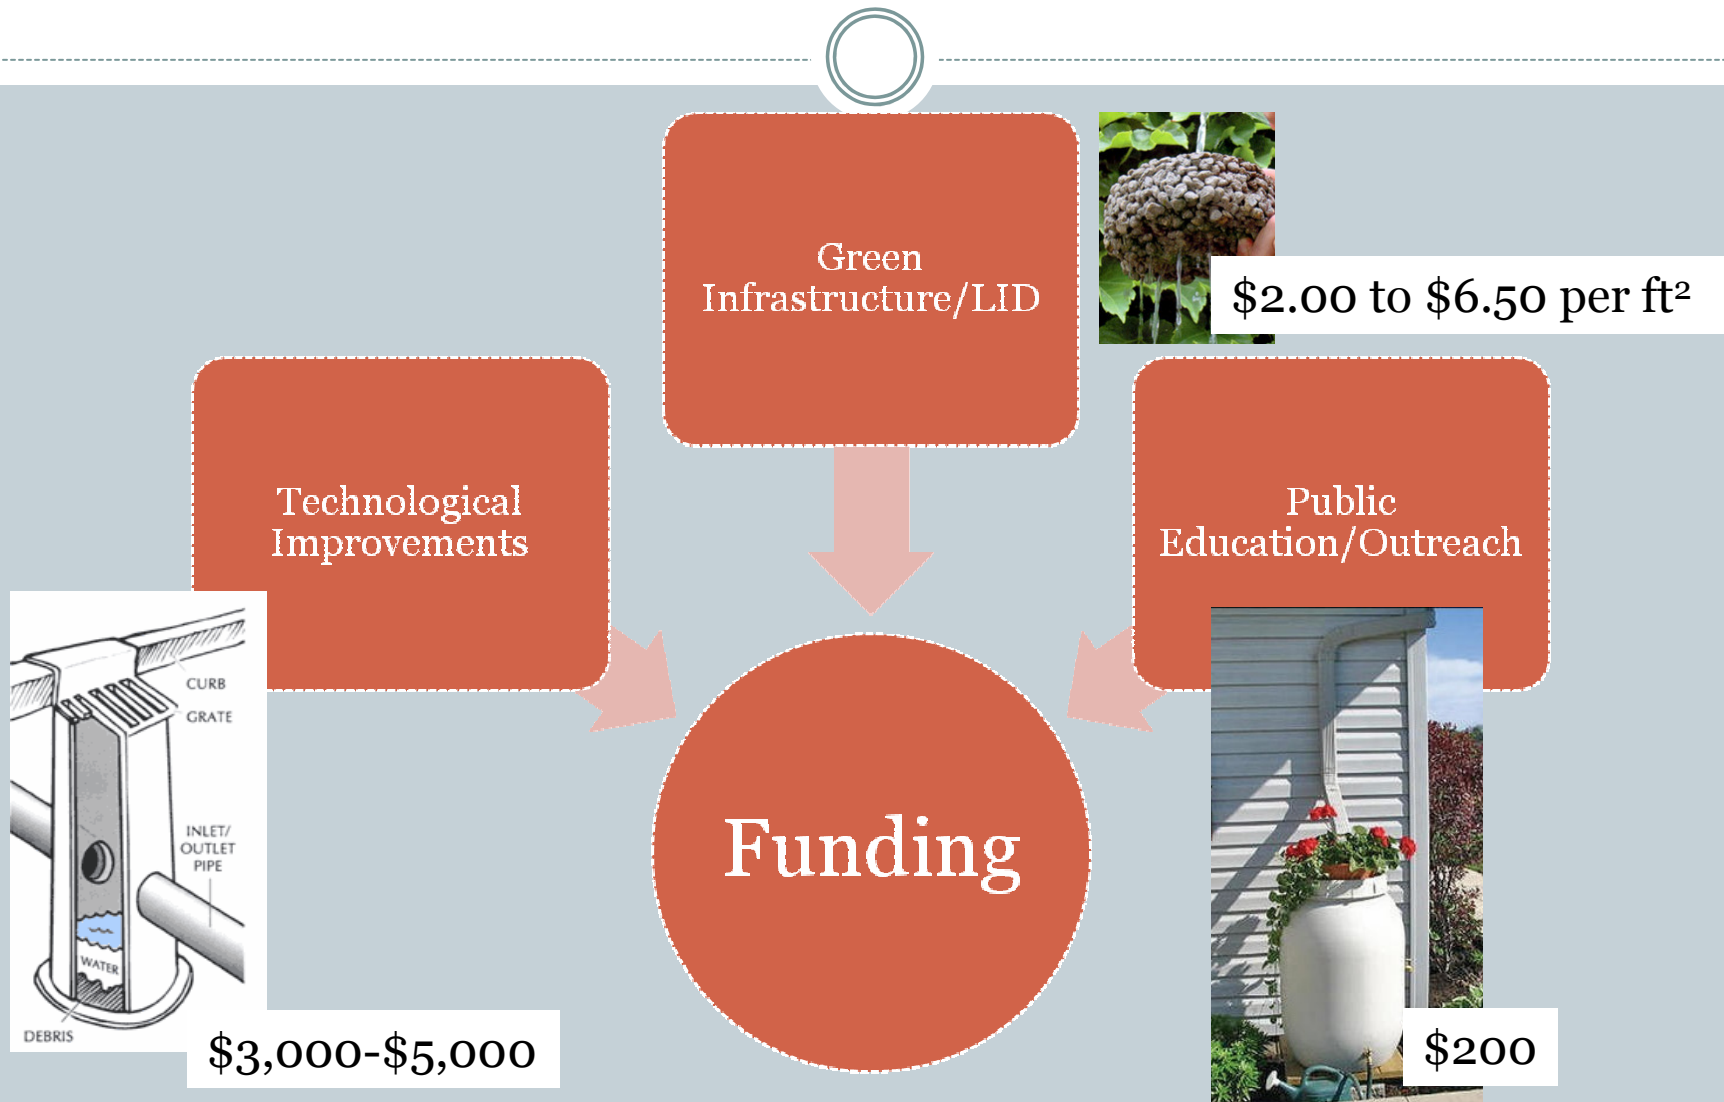 Green
Infrastructure/LID
$2.00 to $6.50 per ft²
Technological
Improvements
Public
Education/Outreach
CURB
GRATE
INLET/
OUTLET
PIPE
WATER
DEBRIS
$3,000-$5,000
Funding
$200